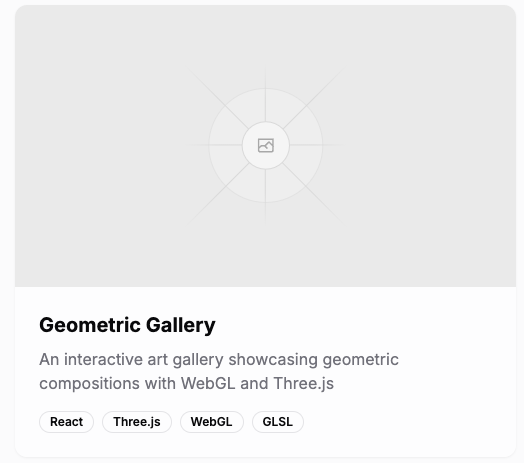 Geometric Gallery
An interactive art gallery showcasing geometric
compositions with WebGL and Three.js
React Three.js WebGL GLSL